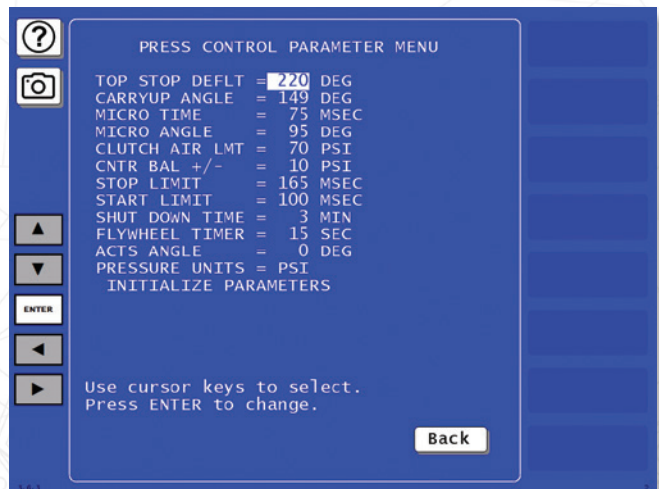 ?
PRESS CONTROL PARAMETER MENU
TOP STOP DEFLT = 220 DEG
CARRYUP ANGLE = 149 DEG
MICRO TIME = 75 MSEC
MICRO ANGLE = 95 DEG
CLUTCH AIR LMT = 70 PSI
CNTR BAL +/- = 10 PSI
STOP LIMIT = 165 MSEC
START LIMIT = 100 MSEC
SHUT DOWN TIME = 3 MIN
FLYWHEEL TIMER = 15 SEC
ACTS ANGLE = 0 DEG
PRESSURE UNITS = PSI
INITIALIZE PARAMETERS
ENTER
Use cursor keys to select.
Press ENTER to change.
Back